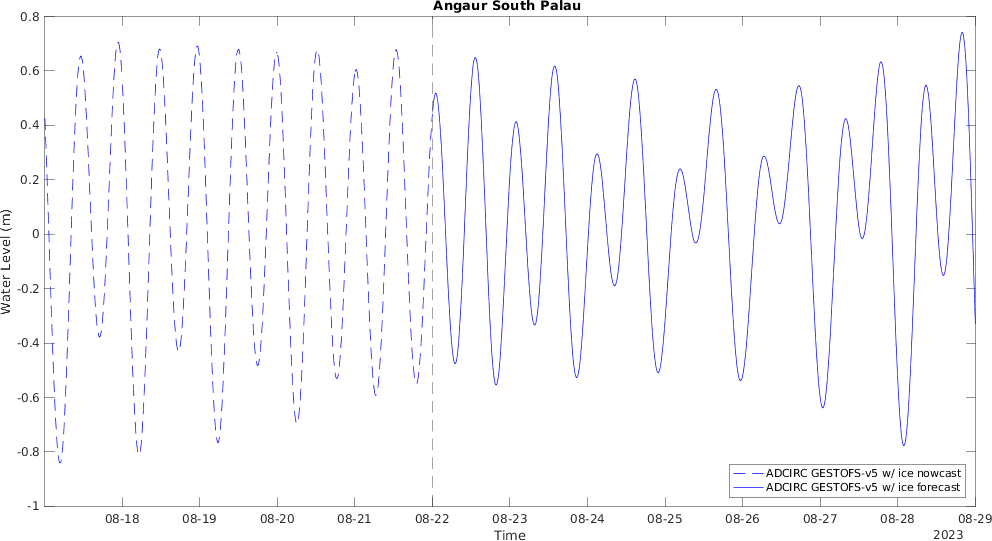 Angaur South Palau
0.8
0.6
0.4
0.2
0
-0.2
-0.4
-0.6
-0.8
-1
Water Level (m)
ADCIRC GESTOFS-v5 w/ ice nowcast
ADCIRC GESTOFS-v5 w/ ice forecast
08-18 08-19 08-20 08-21 08-22 08-23 08-24 08-25 08-26 08-27 08-28 08-29
Time
2023